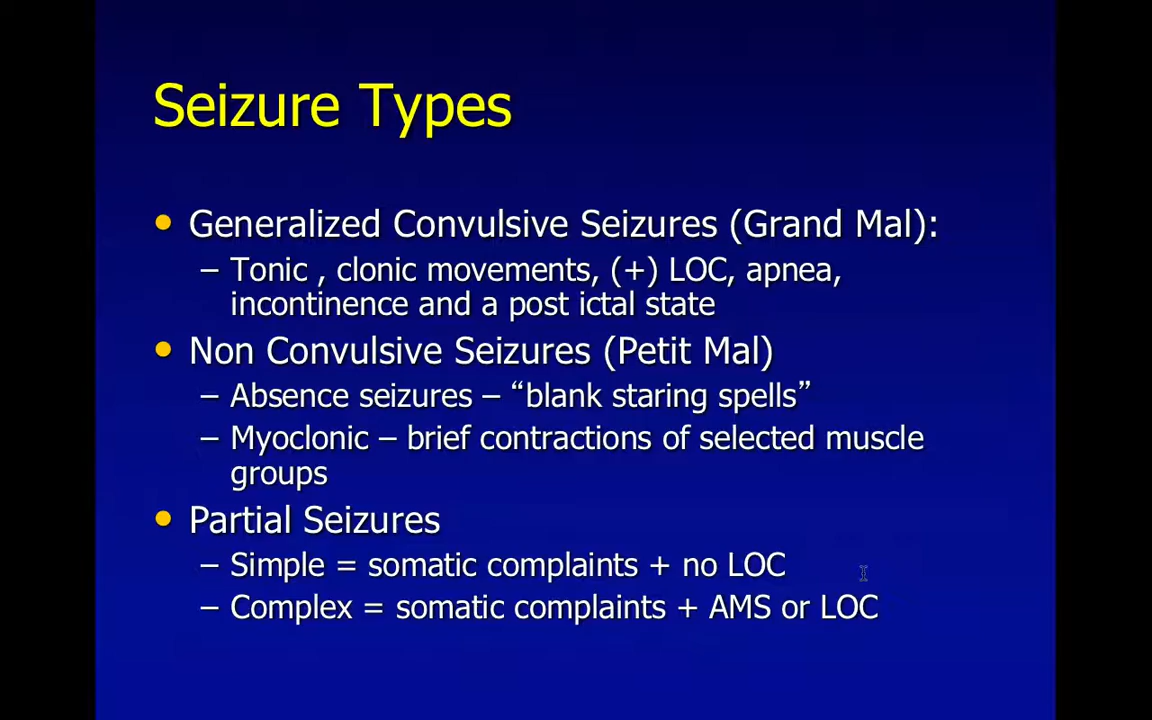 Seizure Types
• Generalized Convulsive Seizures (Grand Mal):
– Tonic , clonic movements, (+) LOC, apnea,
incontinence and a post ictal state
• Non Convulsive Seizures (Petit Mal)
– Absence seizures – “blank staring spells”
– Myoclonic – brief contractions of selected muscle
groups
• Partial Seizures
– Simple = somatic complaints + no LOC
– Complex = somatic complaints + AMS or LOC